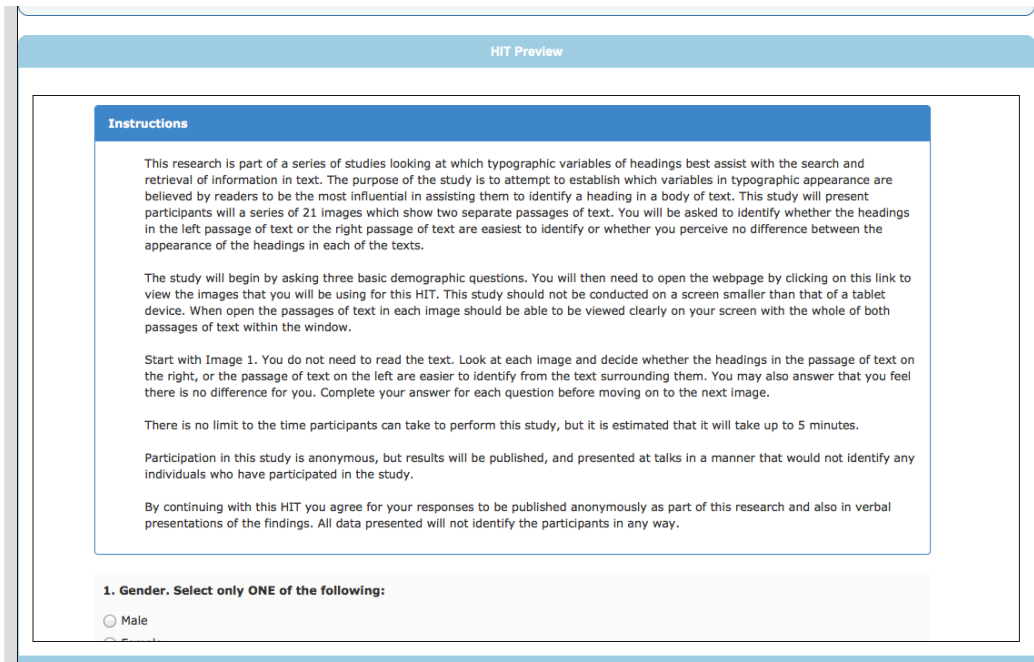 HIT Preview
Instructions
This research is part of a series of studies looking at which typographic variables of headings best assist with the search and
retrieval of information in text. The purpose of the study is to attempt to establish which variables in typographic appearance are
believed by readers to be the most influential in assisting them to identify a heading in a body of text. This study will present
participants will a series of 21 images which show two separate passages of text. You will be asked to identify whether the headings
in the left passage of text or the right passage of text are easiest to identify or whether you perceive no difference between the
appearance of the headings in each of the texts.
The study will begin by asking three basic demographic questions. You will then need to open the webpage by clicking on this link to
view the images that you will be using for this HIT. This study should not be conducted on a screen smaller than that of a tablet
device. When open the passages of text in each image should be able to be viewed clearly on your screen with the whole of both
passages of text within the window.
Start with Image 1. You do not need to read the text. Look at each image and decide whether the headings in the passage of text on
the right, or the passage of text on the left are easier to identify from the text surrounding them. You may also answer that you feel
there is no difference for you. Complete your answer for each question before moving on to the next image.
There is no limit to the time participants can take to perform this study, but it is estimated that it will take up to 5 minutes.
Participation in this study is anonymous, but results will be published, and presented at talks in a manner that would not identify any
individuals who have participated in the study.
By continuing with this HIT you agree for your responses to be published anonymously as part of this research and also in verbal
presentations of the findings. All data presented will not identify the participants in any way.
1. Gender. Select only ONE of the following:
Male